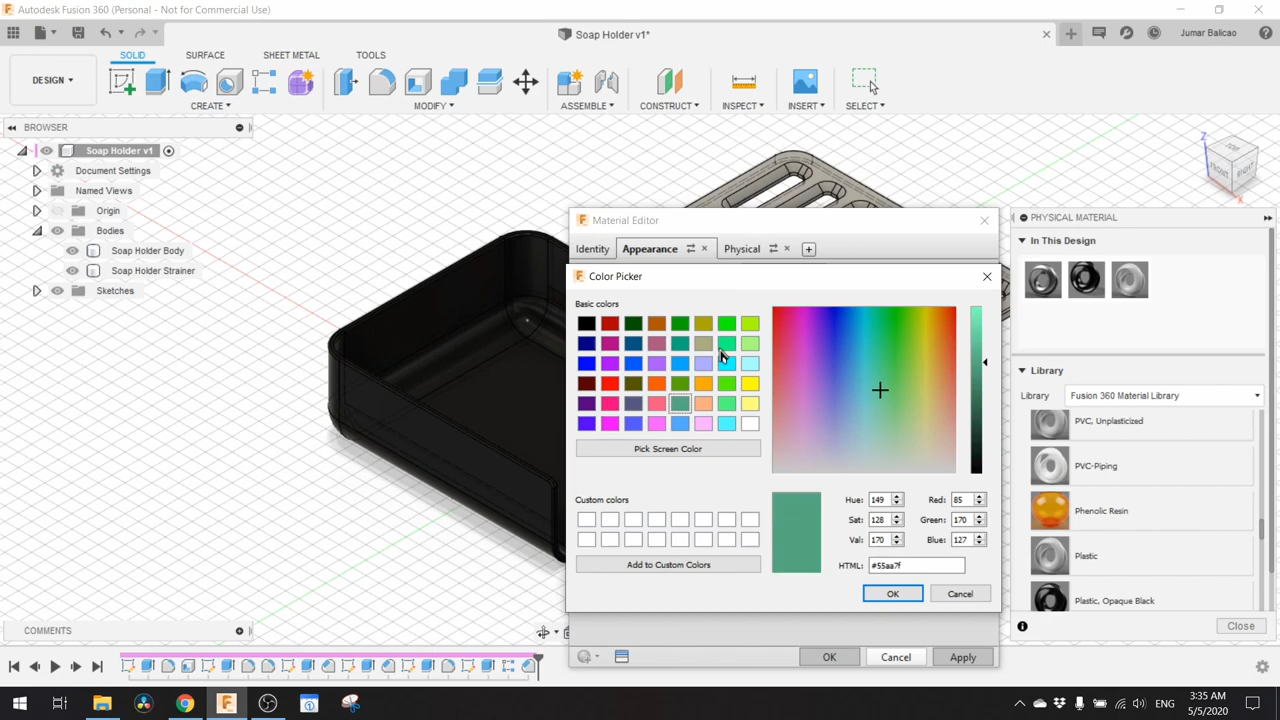 Autodesk Fusion 360 (Personal - Not for Commercial Use)
Soap Holder v1*
Jumar Balicao
DESIGN
SOLID
SURFACE
SHEET METAL
TOOLS
CREATE
MODIFY
ASSEMBLE
CONSTRUCT
INSPECT
INSERT
SELECT
BROWSER
Soap Holder v1
Document Settings
Named Views
Origin
Bodies
Soap Holder Body
Soap Holder Strainer
Sketches
TOP
FRONT
RIGHT
Z
X
Material Editor
Identity
Appearance
Physical
Color Picker
Basic colors
Pick Screen Color
Custom colors
Add to Custom Colors
Hue: 149
Red: 85
Sat: 128
Green: 170
Val: 170
Blue: 127
HTML: #55aa7f
OK
Cancel
OK
Cancel
Apply
PHYSICAL MATERIAL
In This Design
Library
Library
Fusion 360 Material Library
PVC, Unplasticized
PVC-Piping
Phenolic Resin
Plastic
Plastic, Opaque Black
Close
COMMENTS
ENG
3:35 AM
5/5/2020